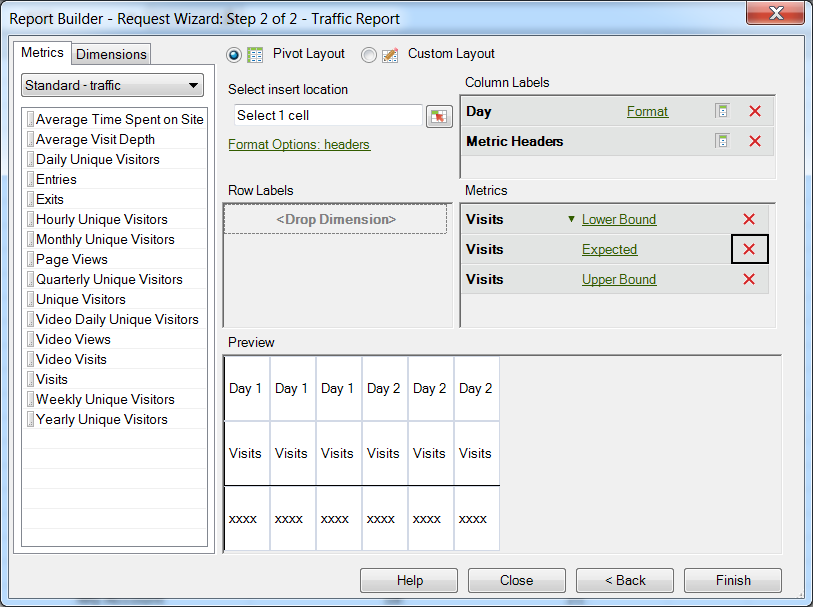 Report Builder - Request Wizard: Step 2 of 2 - Traffic Report
Metrics
Dimensions
Standard - traffic
Average Time Spent on Site
Average Visit Depth
Daily Unique Visitors
Entries
Exits
Hourly Unique Visitors
Monthly Unique Visitors
Page Views
Quarterly Unique Visitors
Unique Visitors
Video Daily Unique Visitors
Video Views
Video Visits
Visits
Weekly Unique Visitors
Yearly Unique Visitors
Pivot Layout
Custom Layout
Select insert location
Select 1 cell
Format Options: headers
Column Labels
Day Format
Metric Headers
Row Labels
<Drop Dimension>
Metrics
Visits Lower Bound
Visits Expected
Visits Upper Bound
Preview
Day 1 Day 1 Day 1 Day 2 Day 2 Day 2
Visits Visits Visits Visits Visits Visits
xxxx xxxx xxxx xxxx xxxx xxxx
Help Close < Back Finish